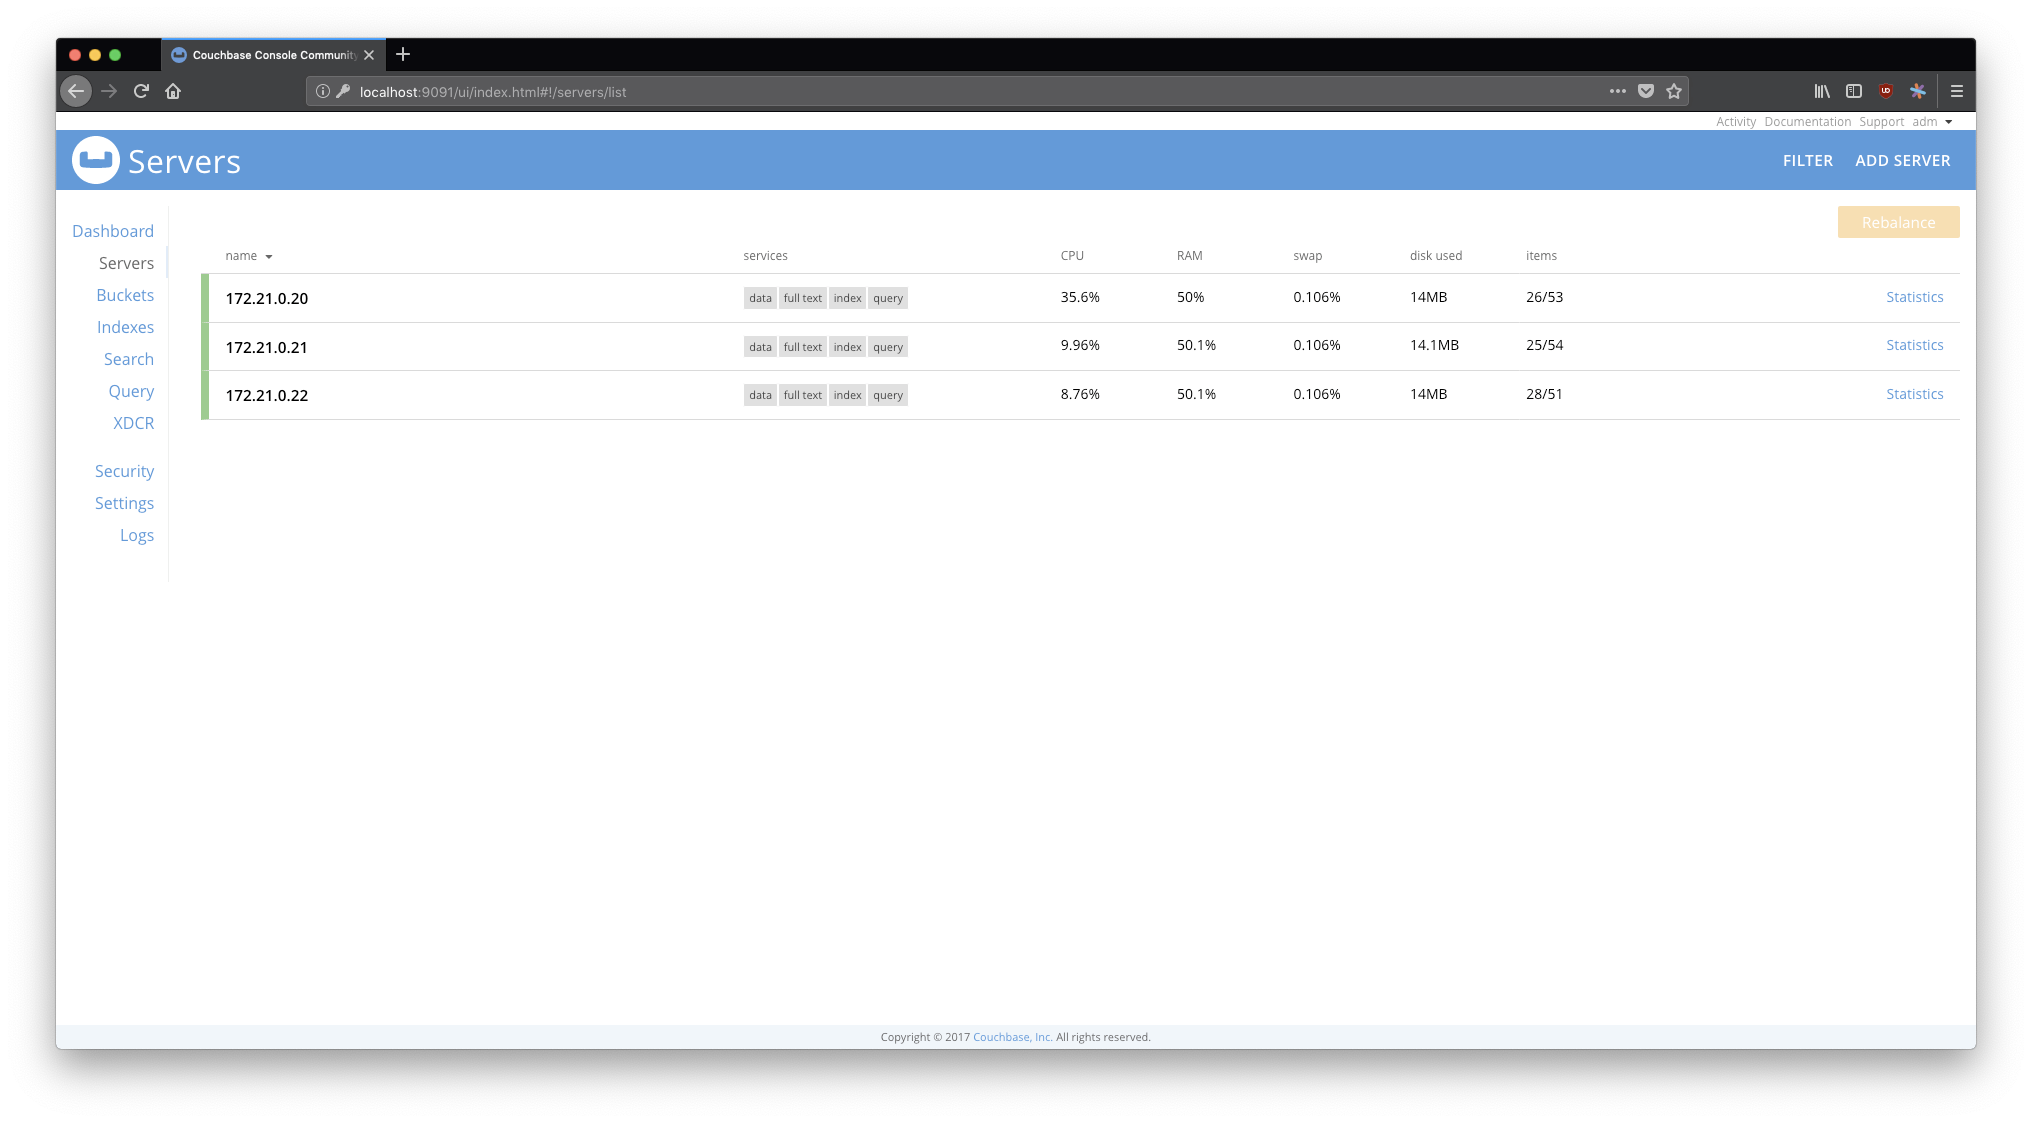 Couchbase Console Community
localhost:9091/ui/index.html#!/servers/list
Activity Documentation Support adm
Servers FILTER ADD SERVER
Rebalance
Dashboard
Servers
Buckets
Indexes
Search
Query
XDCR
Security
Settings
Logs
name services CPU RAM swap disk used items
172.21.0.20 data full text index query 35.6% 50% 0.106% 14MB 26/53 Statistics
172.21.0.21 data full text index query 9.96% 50.1% 0.106% 14.1MB 25/54 Statistics
172.21.0.22 data full text index query 8.76% 50.1% 0.106% 14MB 28/51 Statistics
Copyright © 2017 Couchbase, Inc. All rights reserved.